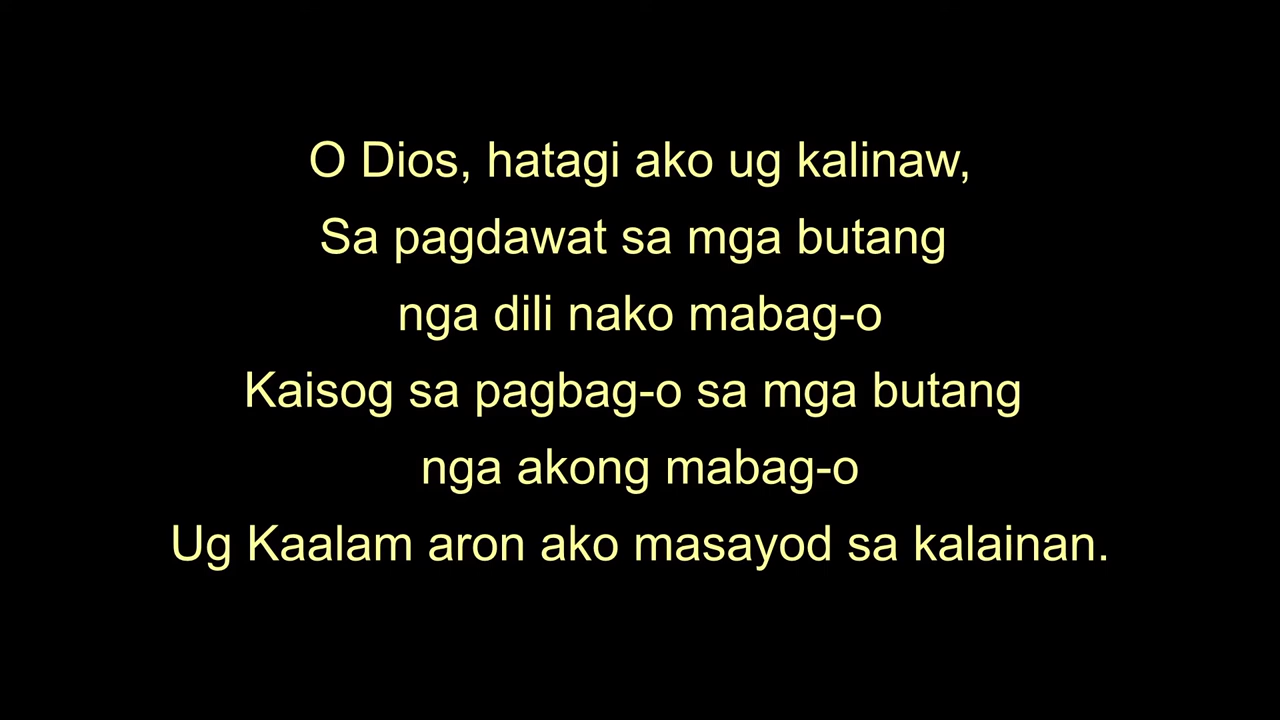 O Dios, hatagi ako ug kalinaw,
Sa pagdawat sa mga butang
nga dili nako mabag-o
Kaisog sa pagbag-o sa mga butang
nga akong mabag-o
Ug Kaalam aron ako masayod sa kalainan.